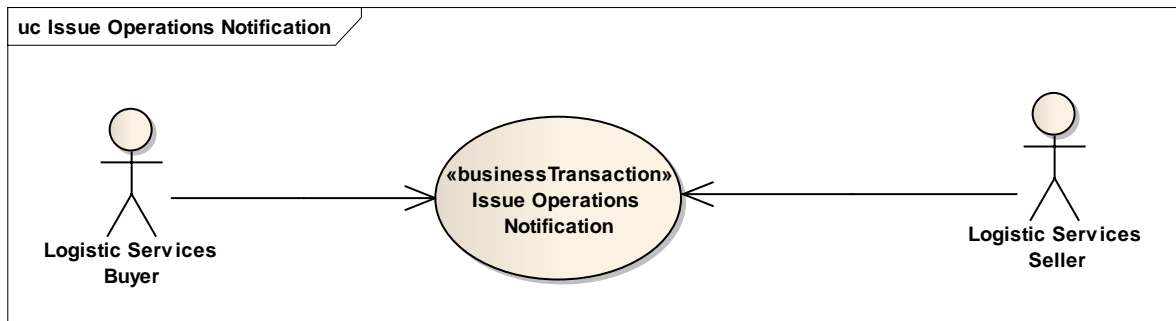 uc Issue Operations Notification
«businessTransaction»
Issue Operations
Notification
Logistic Services
Buyer
Logistic Services
Seller